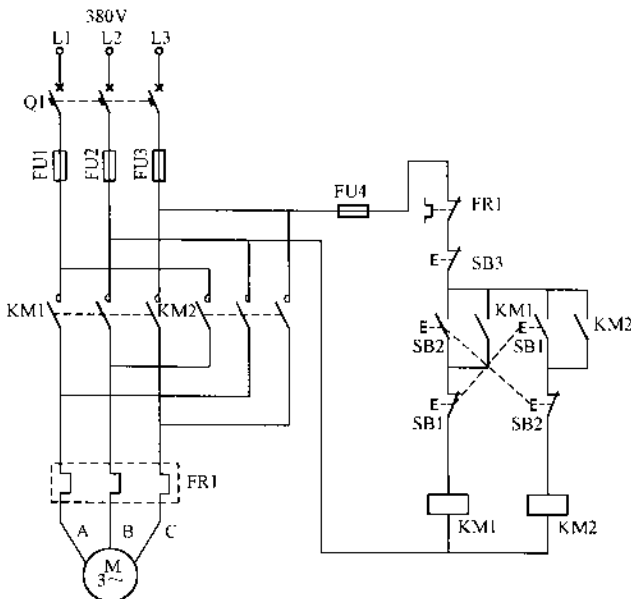 380V
L1 L2 L3
Q1
FU1 FU2 FU3
FU4
FR1
SB3
KM1 KM2
KM1 KM2
SB2 SB1
SB1 SB2
FR1
KM1 KM2
A B C
M
3~